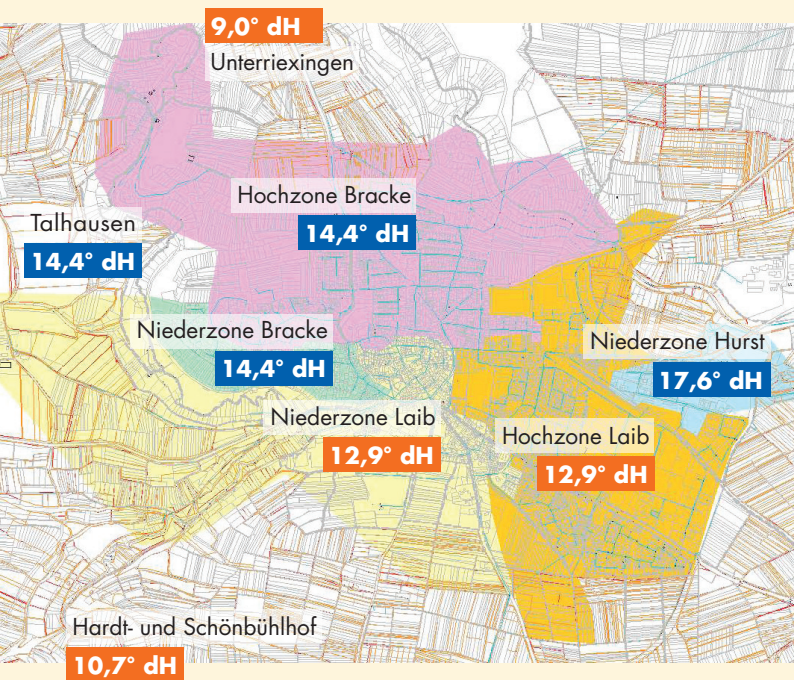 9,0° dH
Unterriexingen
Hochzone Bracke
14,4° dH
Talhausen
14,4° dH
Niederzone Bracke
14,4° dH
Niederzone Hurst
17,6° dH
Niederzone Laib
12,9° dH
Hochzone Laib
12,9° dH
Hardt- und Schönbühlhof
10,7° dH